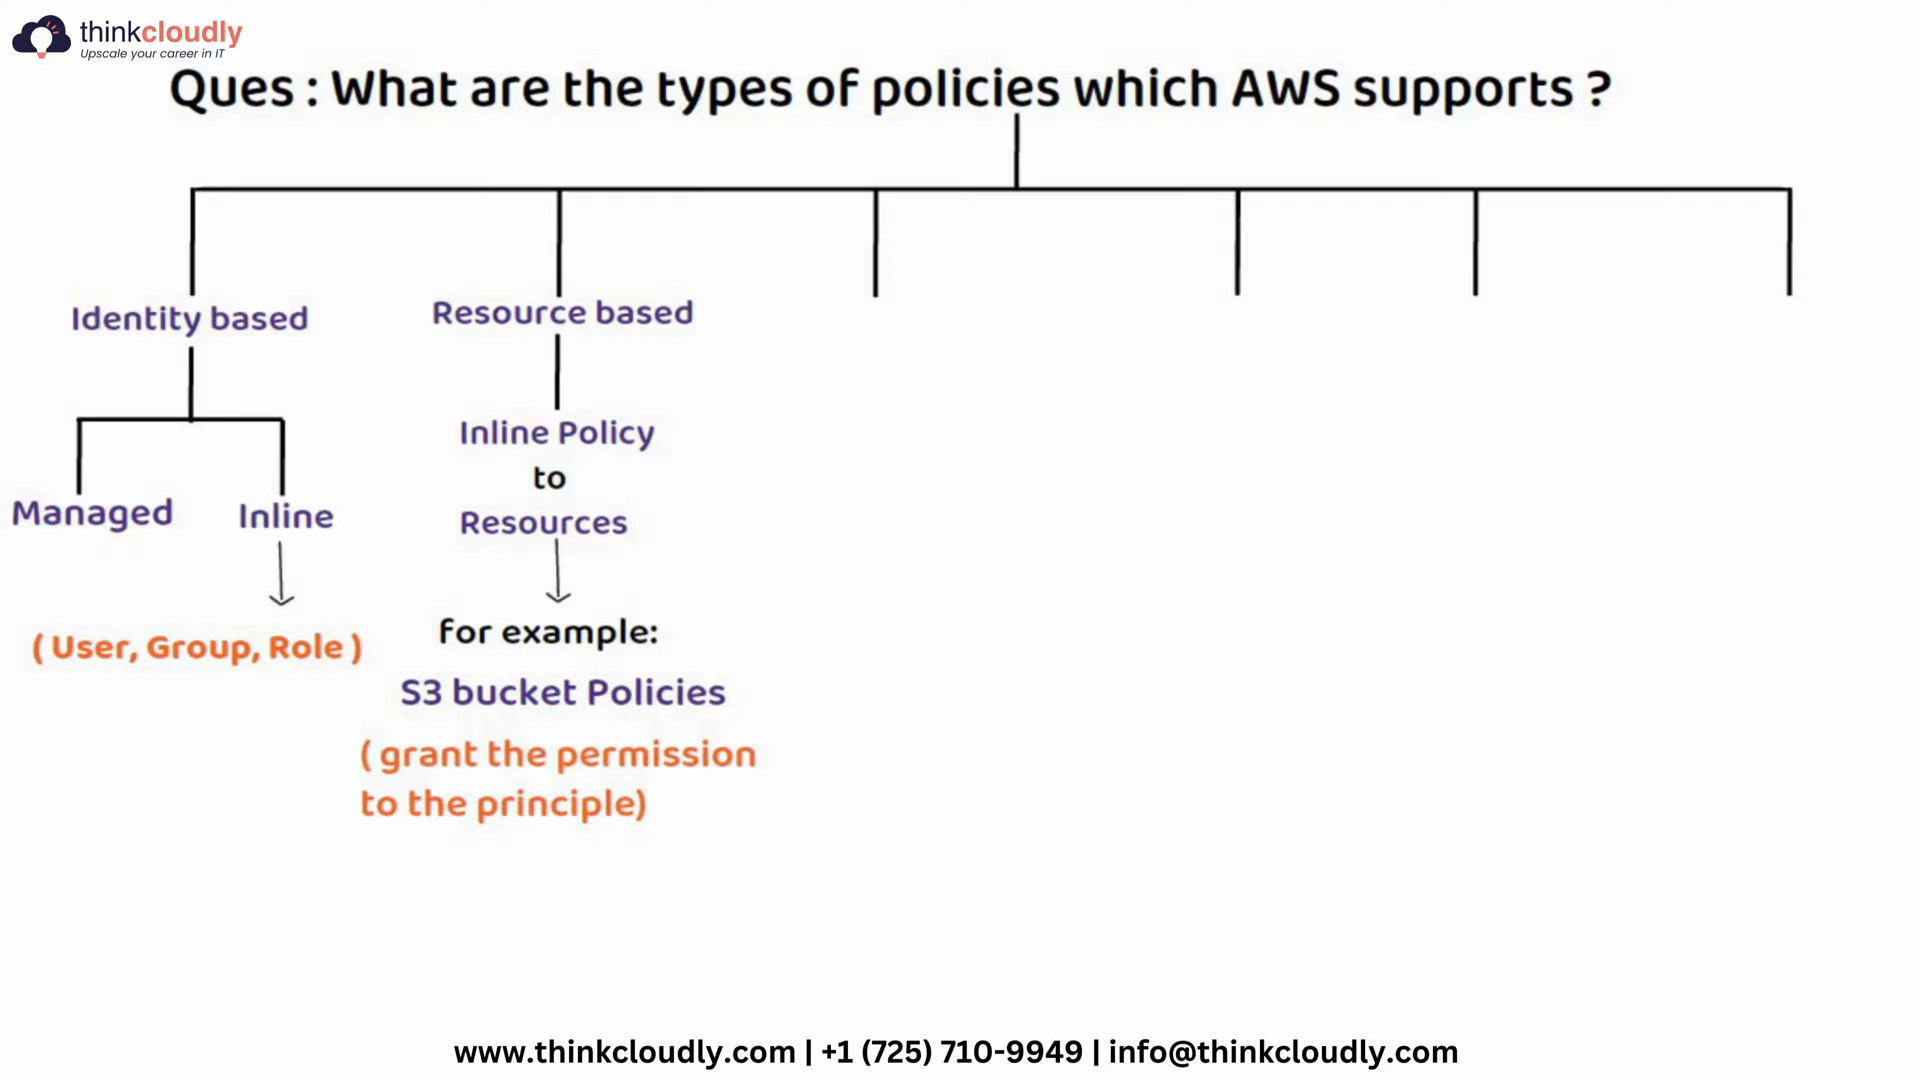 thinkcloudly
Upscale your career in IT
Ques : What are the types of policies which AWS supports ?
Identity based
Resource based
Managed
Inline
( User, Group, Role )
Inline Policy
to
Resources
for example:
S3 bucket Policies
( grant the permission
to the principle)
www.thinkcloudly.com | +1 (725) 710-9949 | info@thinkcloudly.com